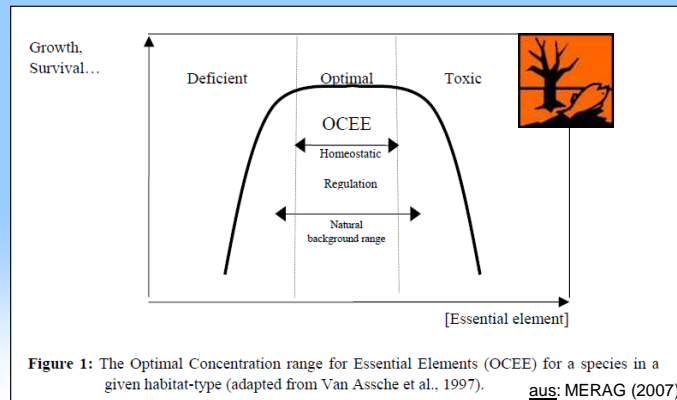 Growth,
Survival…
Deficient Optimal Toxic
OCEE
Homeostatic
Regulation
Natural
background range
[Essential element]
Figure 1: The Optimal Concentration range for Essential Elements (OCEE) for a species in a
given habitat-type (adapted from Van Assche et al., 1997).
aus: MERAG (2007)